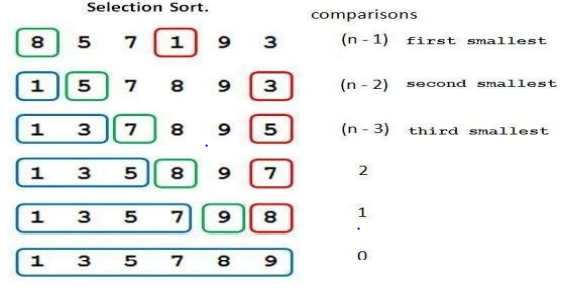 Selection Sort.
comparisons
8 5 7 1 9 3 (n - 1) first smallest
1 5 7 8 9 3 (n - 2) second smallest
1 3 7 8 9 5 (n - 3) third smallest
1 3 5 8 9 7 2
1 3 5 7 9 8 1
1 3 5 7 8 9 0